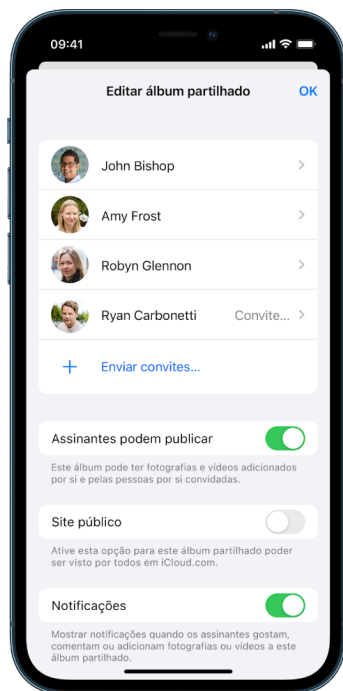 09:41
Editar álbum partilhado OK
John Bishop
Amy Frost
Robyn Glennon
Ryan Carbonetti Convite...
Enviar convites...
Assinantes podem publicar
Este álbum pode ter fotografias e vídeos adicionados
por si e pelas pessoas por si convidadas.
Site público
Ative esta opção para este álbum partilhado poder
ser visto por todos em iCloud.com.
Notificações
Mostrar notificações quando os assinantes gostam,
comentam ou adicionam fotografias ou vídeos a este
álbum partilhado.